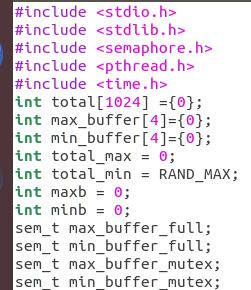 #include <stdio.h>
#include <stdlib.h>
#include <semaphore.h>
#include <pthread.h>
#include <time.h>
int total[1024] ={0};
int max_buffer[4]={0};
int min_buffer[4]={0};
int total_max = 0;
int total_min = RAND_MAX;
int maxb = 0;
int minb = 0;
sem_t max_buffer_full;
sem_t min_buffer_full;
sem_t max_buffer_mutex;
sem_t min_buffer_mutex;